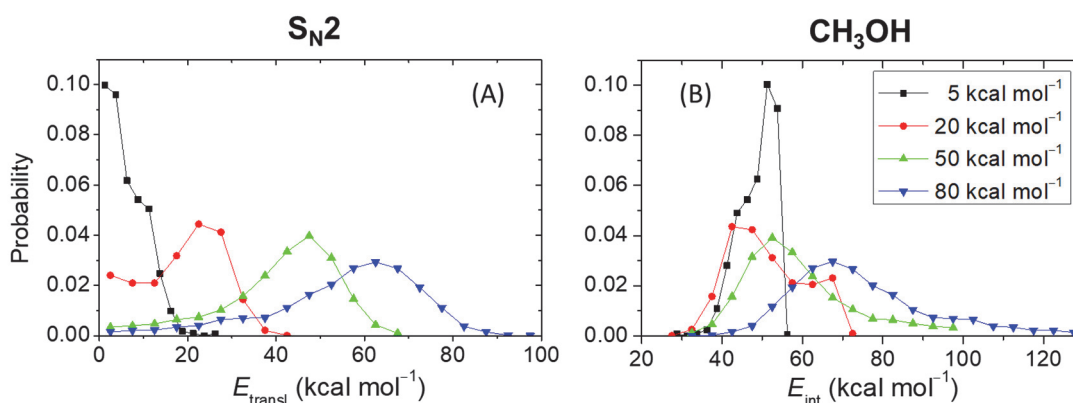 S_N2
CH₃OH
(A)
(B)
5 kcal mol⁻¹
20 kcal mol⁻¹
50 kcal mol⁻¹
80 kcal mol⁻¹
Probability
0.10
0.08
0.06
0.04
0.02
0.00
0 20 40 60 80 100
E_transl (kcal mol⁻¹)
0.10
0.08
0.06
0.04
0.02
0.00
20 40 60 80 100 120
E_int (kcal mol⁻¹)